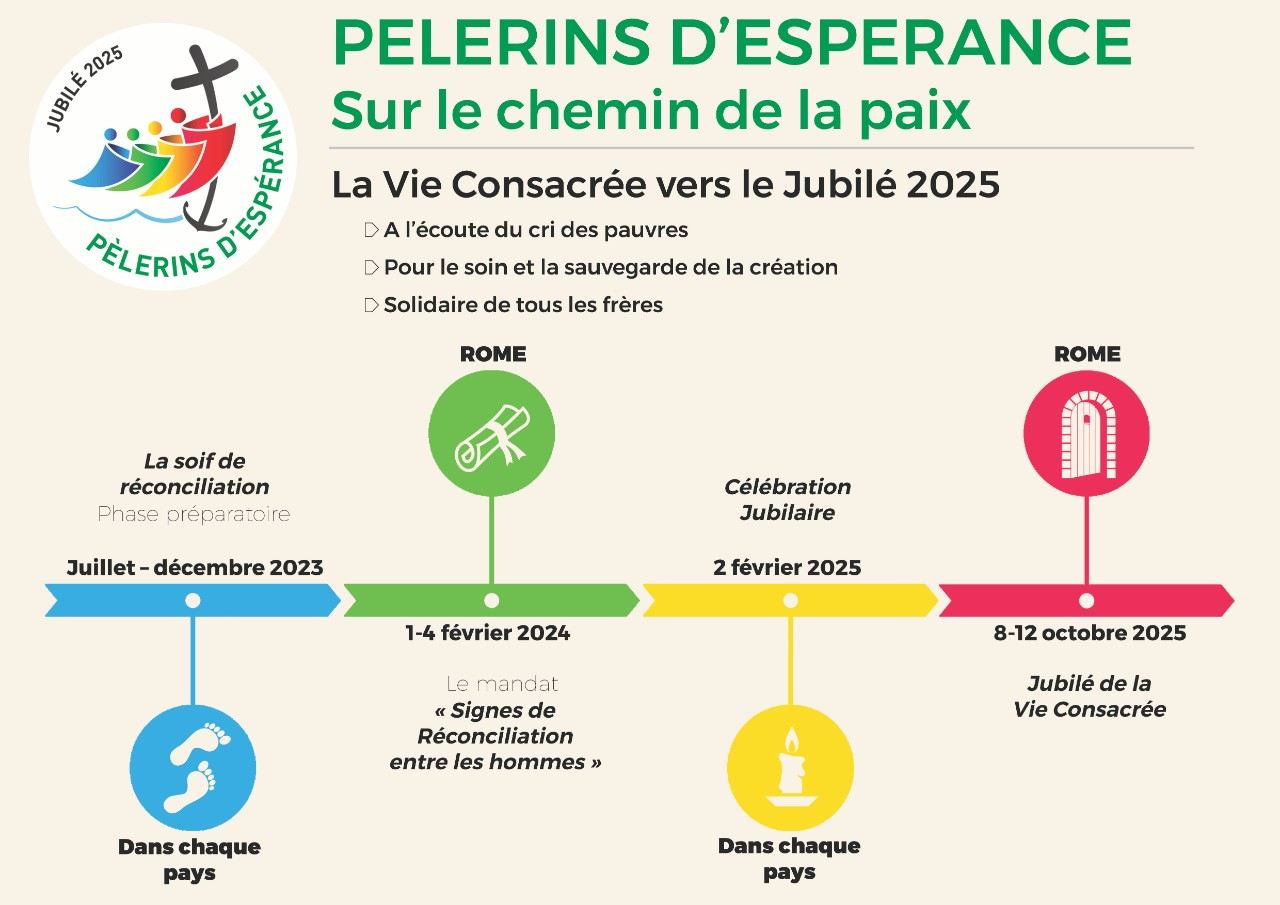 JUBILÉ 2025
PÈLERINS D'ESPÉRANCE
PELERINS D’ESPERANCE
Sur le chemin de la paix
La Vie Consacrée vers le Jubilé 2025
A l’écoute du cri des pauvres
Pour le soin et la sauvegarde de la création
Solidaire de tous les frères
La soif de
réconciliation
Phase préparatoire
Juillet – décembre 2023
Dans chaque
pays
ROME
1-4 février 2024
Le mandat
« Signes de
Réconciliation
entre les hommes »
Célébration
Jubilaire
2 février 2025
Dans chaque
pays
ROME
8-12 octobre 2025
Jubilé de la
Vie Consacrée